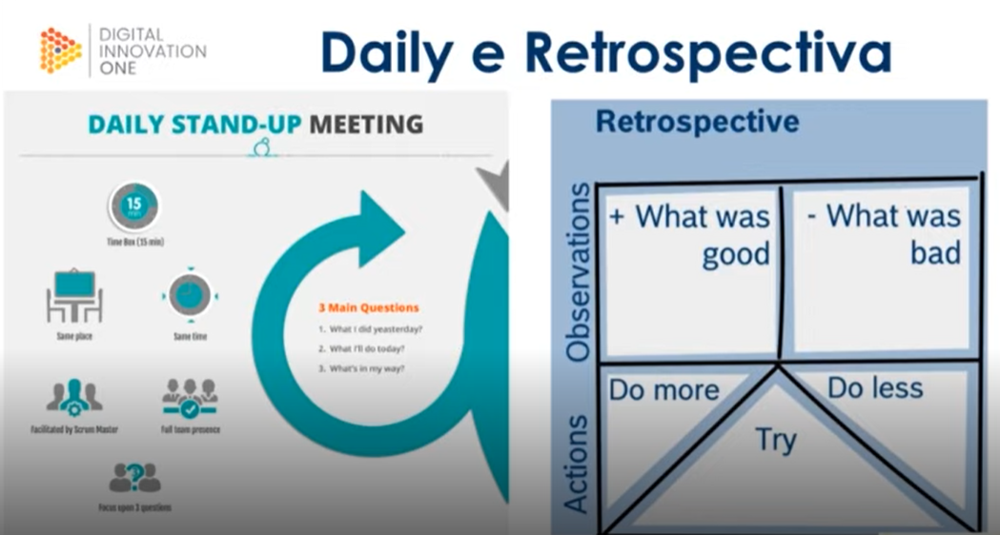 DIGITAL
INNOVATION
ONE
Daily e Retrospectiva
DAILY STAND-UP MEETING
15
min
Time Box (15 min)
Same place
Same time
Facilitated by Scrum Master
Full team presence
Focus upon 3 questions
3 Main Questions
1. What I did yeasterday?
2. What I'll do today?
3. What's in my way?
Retrospective
Observations
+ What was
good
- What was
bad
Actions
Do more
Do less
Try